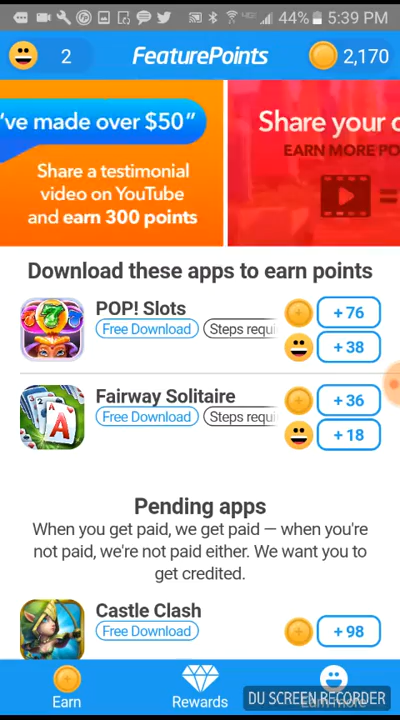 44% 5:39 PM
2 FeaturePoints 2,170
've made over $50"
Share a testimonial
video on YouTube
and earn 300 points
Share your
EARN MORE PO
Download these apps to earn points
POP! Slots
Free Download Steps requi
+76
+38
Fairway Solitaire
Free Download Steps requi
+36
+18
Pending apps
When you get paid, we get paid — when you're
not paid, we're not paid either. We want you to
get credited.
Castle Clash
Free Download
+98
Earn Rewards
DU SCREEN RECORDER